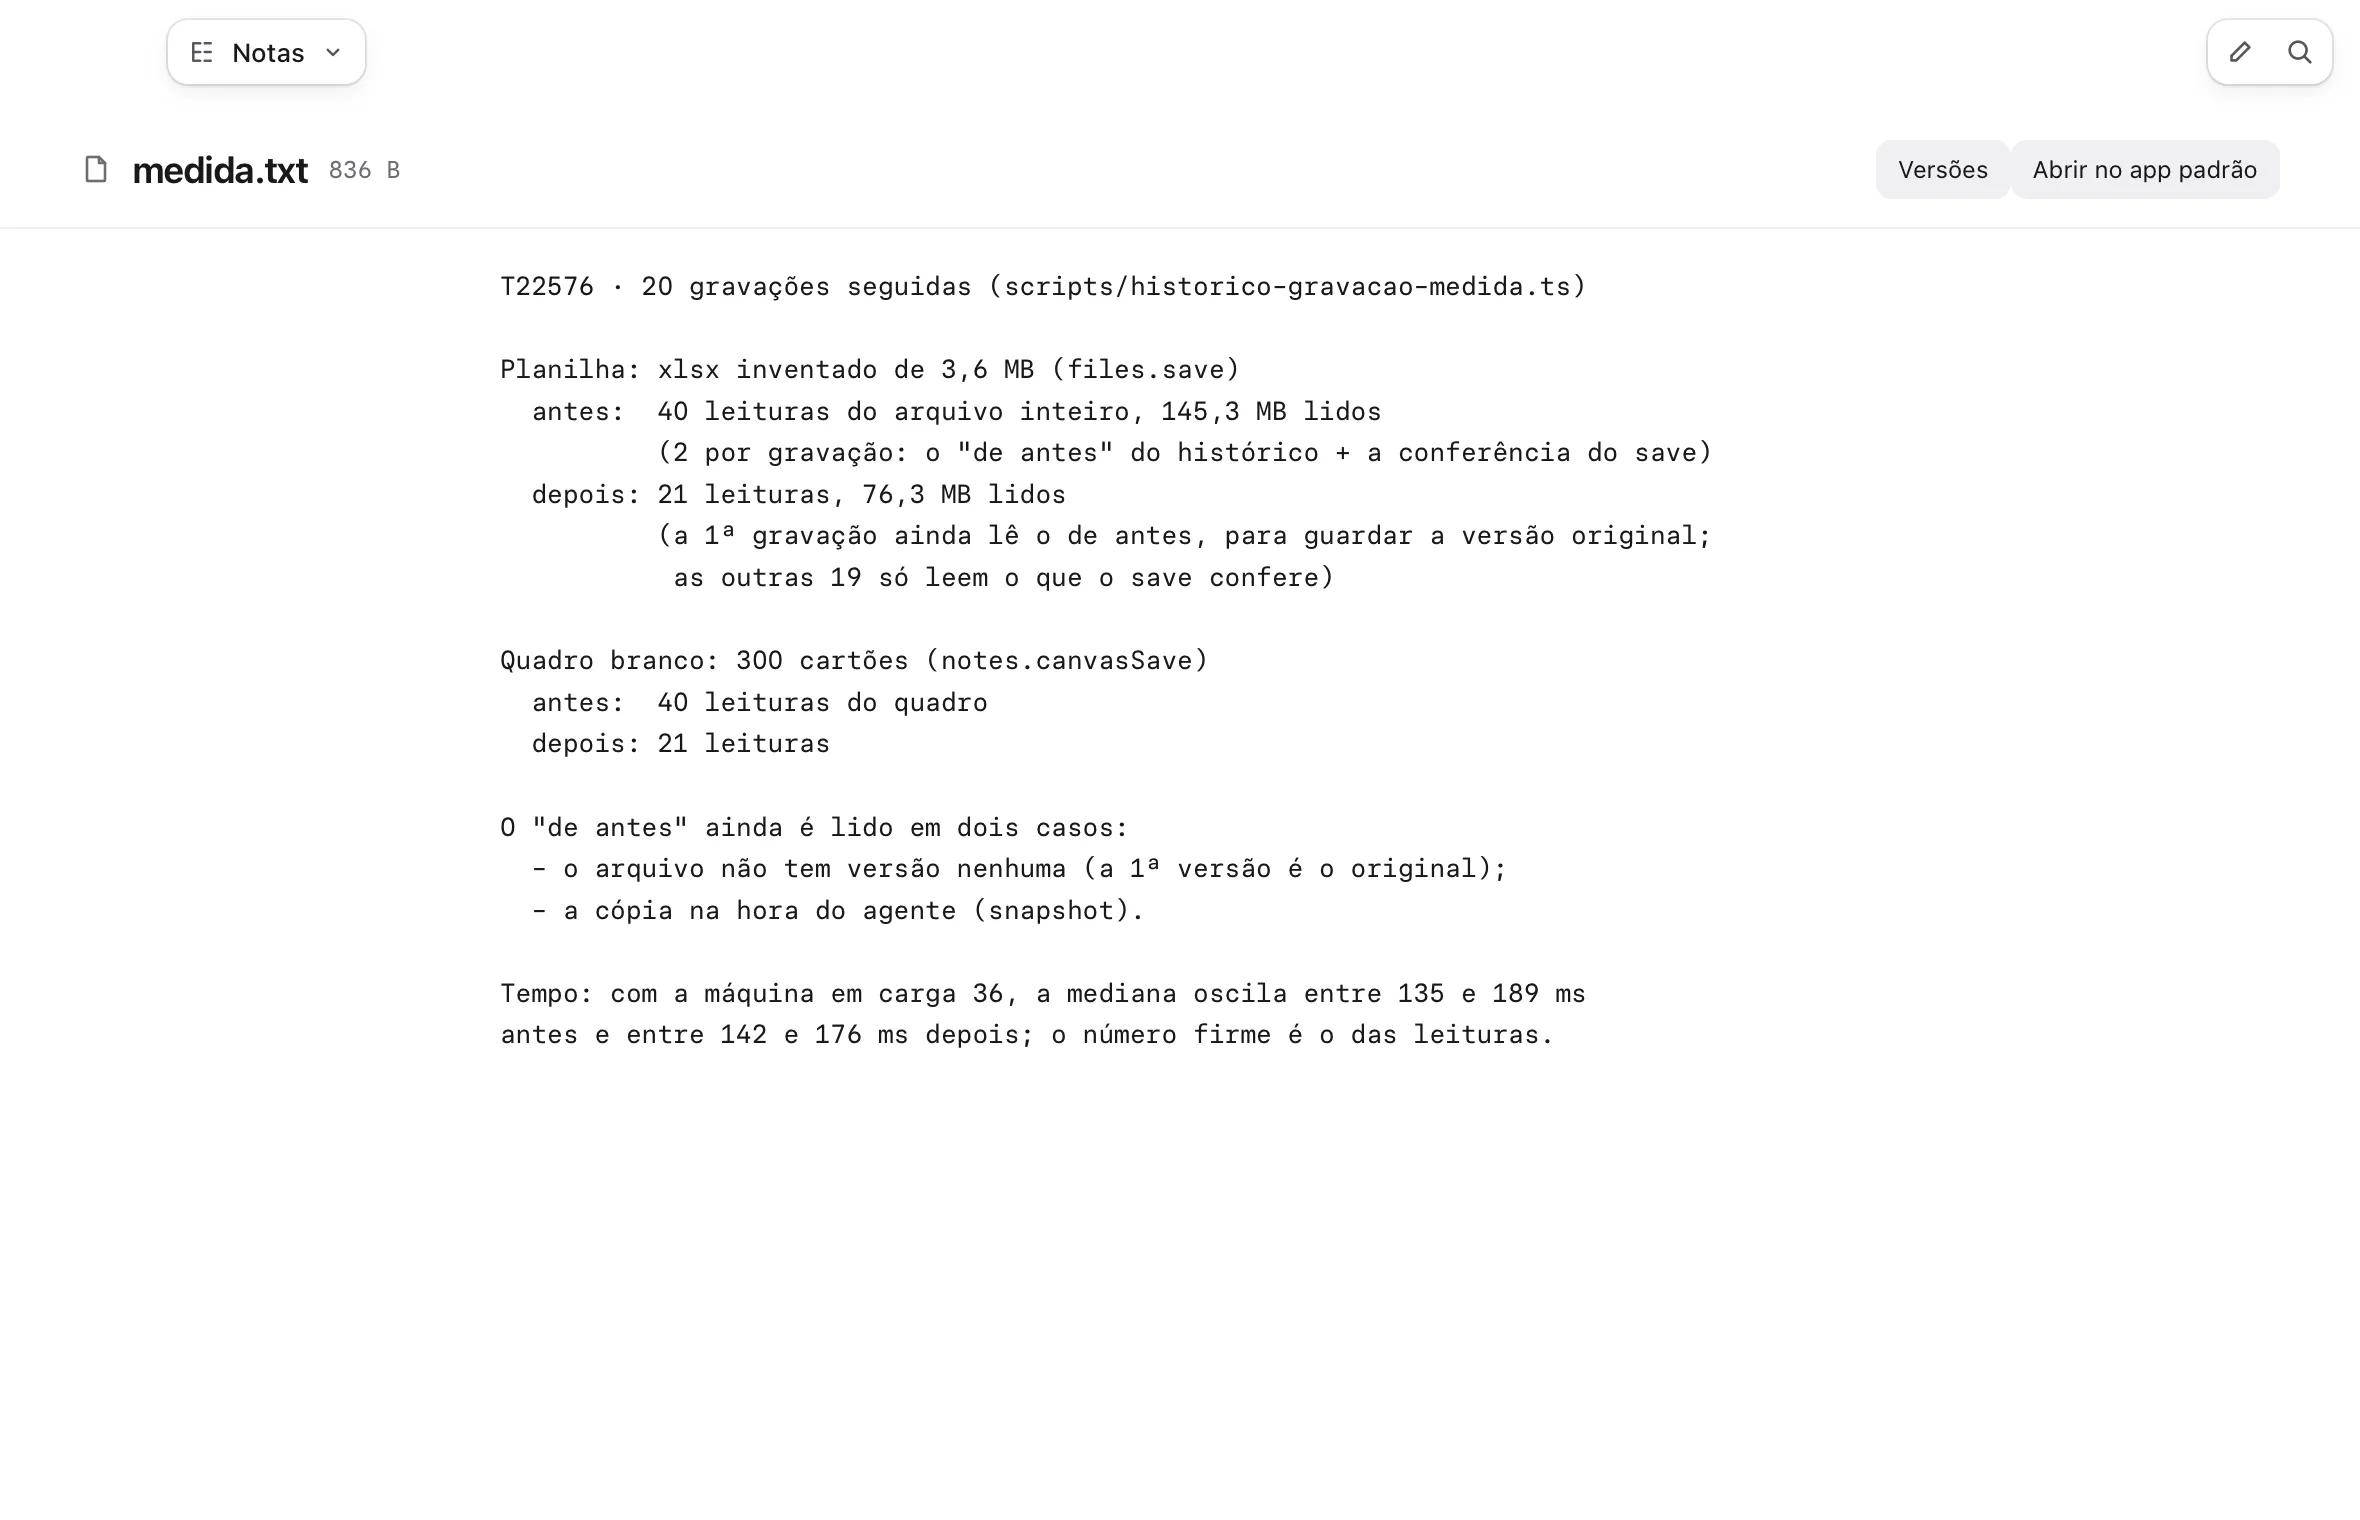 Notas
medida.txt 836 B
Versões
Abrir no app padrão
T22576 · 20 gravações seguidas (scripts/historico-gravacao-medida.ts)
Planilha: xlsx inventado de 3,6 MB (files.save)
antes:  40 leituras do arquivo inteiro, 145,3 MB lidos
(2 por gravação: o "de antes" do histórico + a conferência do save)
depois: 21 leituras, 76,3 MB lidos
(a 1ª gravação ainda lê o de antes, para guardar a versão original;
as outras 19 só leem o que o save confere)
Quadro branco: 300 cartões (notes.canvasSave)
antes:  40 leituras do quadro
depois: 21 leituras
O "de antes" ainda é lido em dois casos:
- o arquivo não tem versão nenhuma (a 1ª versão é o original);
- a cópia na hora do agente (snapshot).
Tempo: com a máquina em carga 36, a mediana oscila entre 135 e 189 ms
antes e entre 142 e 176 ms depois; o número firme é o das leituras.